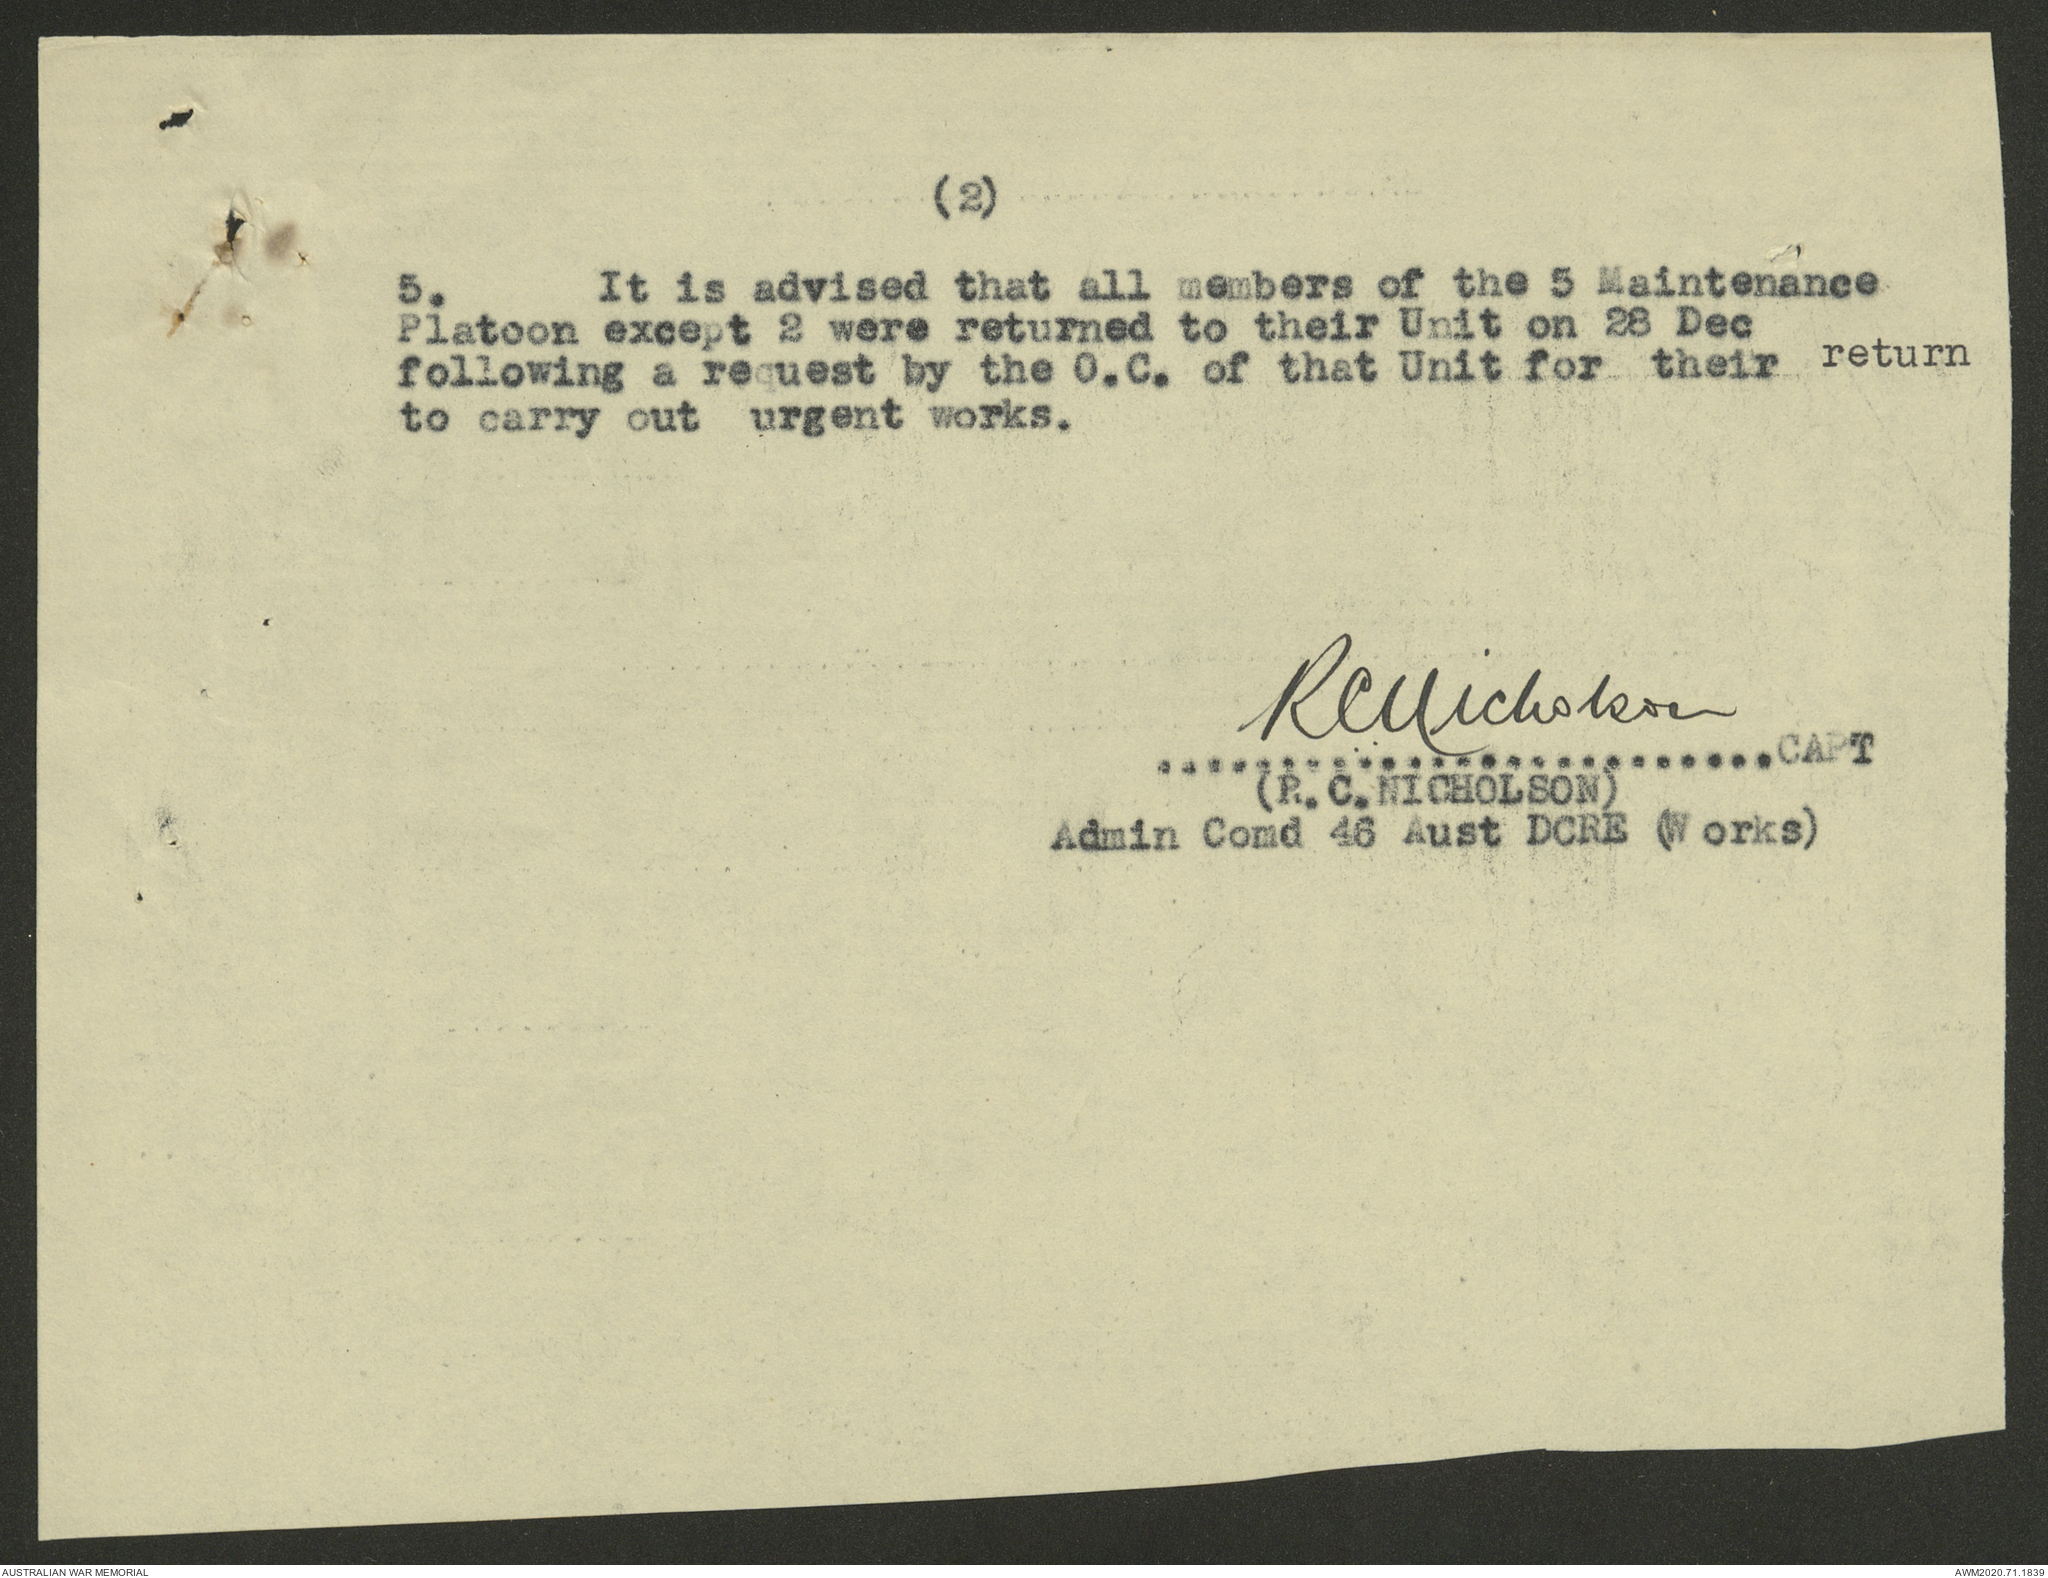 (2)
5. It is advised that all members of the 5 Maintenance
Platoon except 2 were returned to their Unit on 28 Dec
following a request by the O.C. of that Unit for their return
to carry out urgent works.
RCNicholson
.........................CAPT
(R.C.NICHOLSON)
Admin Comd 46 Aust DCRE (W orks)
AUSTRALIAN WAR MEMORIAL
AWM2020.71.1839